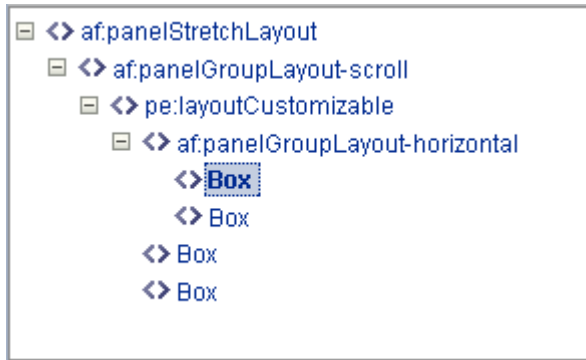 af:panelStretchLayout
af:panelGroupLayout-scroll
pe:layoutCustomizable
af:panelGroupLayout-horizontal
Box
Box
Box
Box